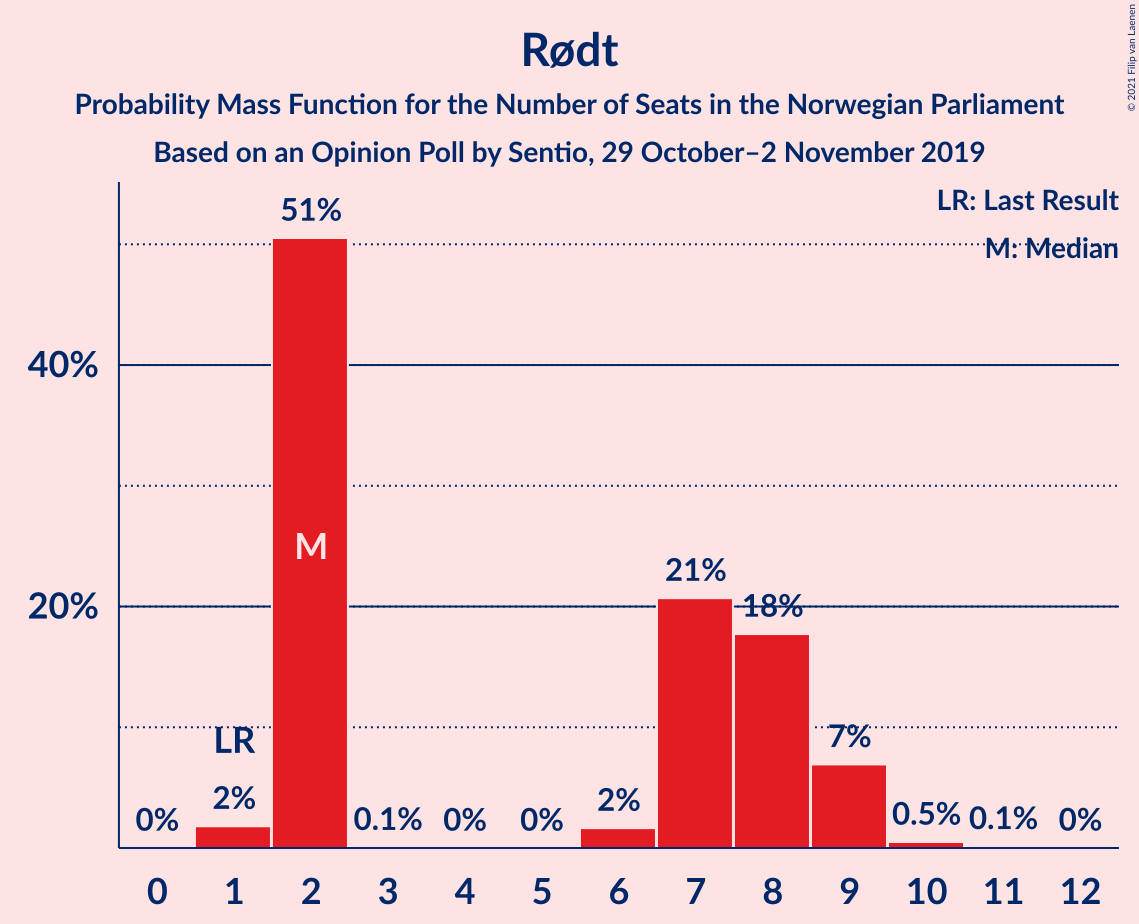 Rødt
Probability Mass Function for the Number of Seats in the Norwegian Parliament
Based on an Opinion Poll by Sentio, 29 October–2 November 2019
© 2021 Filip van Laenen
LR: Last Result
M: Median
40%
20%
0%
LR
2%
51%
M
0.1%
0%
0%
2%
21%
18%
7%
0.5%
0.1%
0%
0 1 2 3 4 5 6 7 8 9 10 11 12